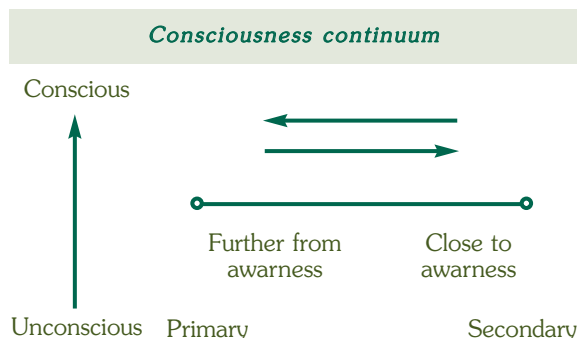 Consciousness continuum
Conscious
Further from
awarness
Close to
awarness
Unconscious
Primary
Secondary